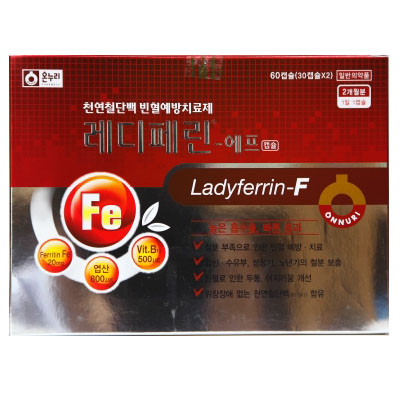 온누리
60캡슐(30캡슐X2) 일반의약품
2개월분
1일 1캡슐
천연철단백 빈혈예방치료제
레디페린-에프 캡슐
Ladyferrin-F
Fe
ONNURI
높은 흡수율, 빠른 효과
Vit.B
500㎍
Ferritin Fe
20mg
엽산
800㎍
철분 부족으로 인한 빈혈 예방·치료
임산·수유부, 성장기, 노년기의 철분 보충
빈혈로 인한 두통, 어지러움 개선
위장장애 없는 천연철단백 함유